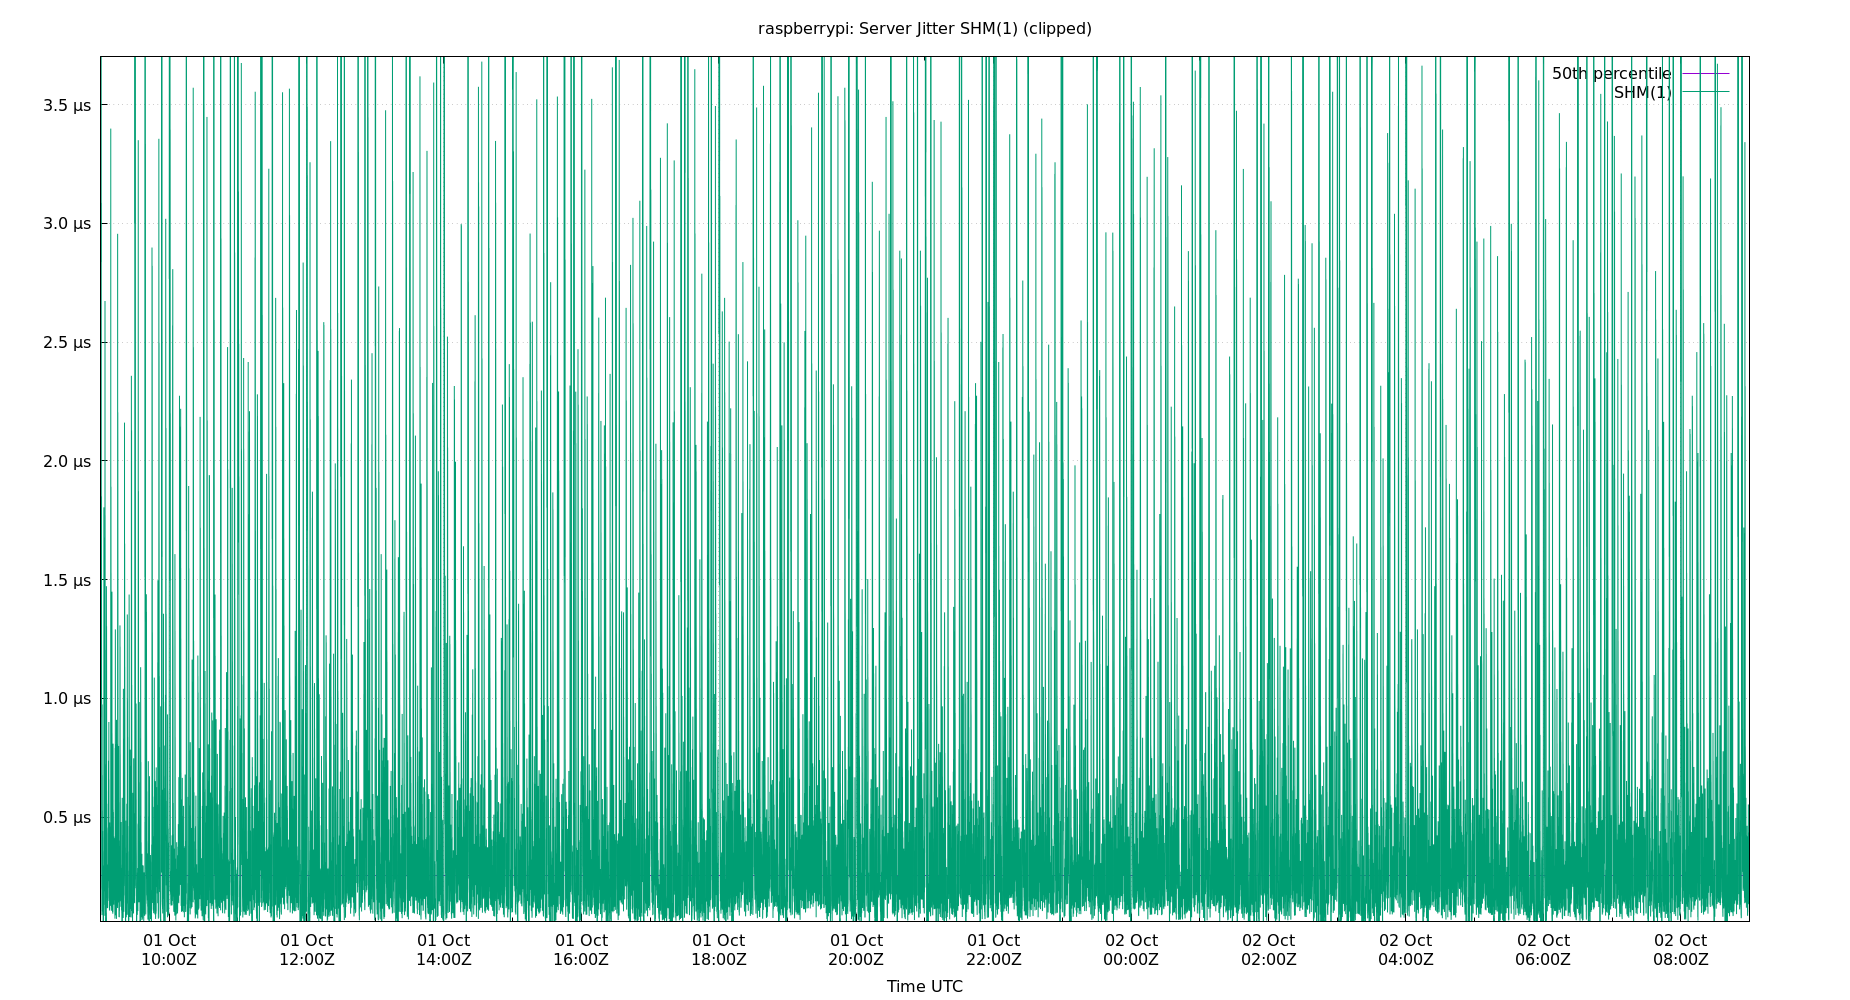 raspberrypi: Server Jitter SHM(1) (clipped)
50th percentile
SHM(1)
3.5 µs
3.0 µs
2.5 µs
2.0 µs
1.5 µs
1.0 µs
0.5 µs
01 Oct 01 Oct 01 Oct 01 Oct 01 Oct 01 Oct 01 Oct 02 Oct 02 Oct 02 Oct 02 Oct 02 Oct
10:00Z 12:00Z 14:00Z 16:00Z 18:00Z 20:00Z 22:00Z 00:00Z 02:00Z 04:00Z 06:00Z 08:00Z
Time UTC